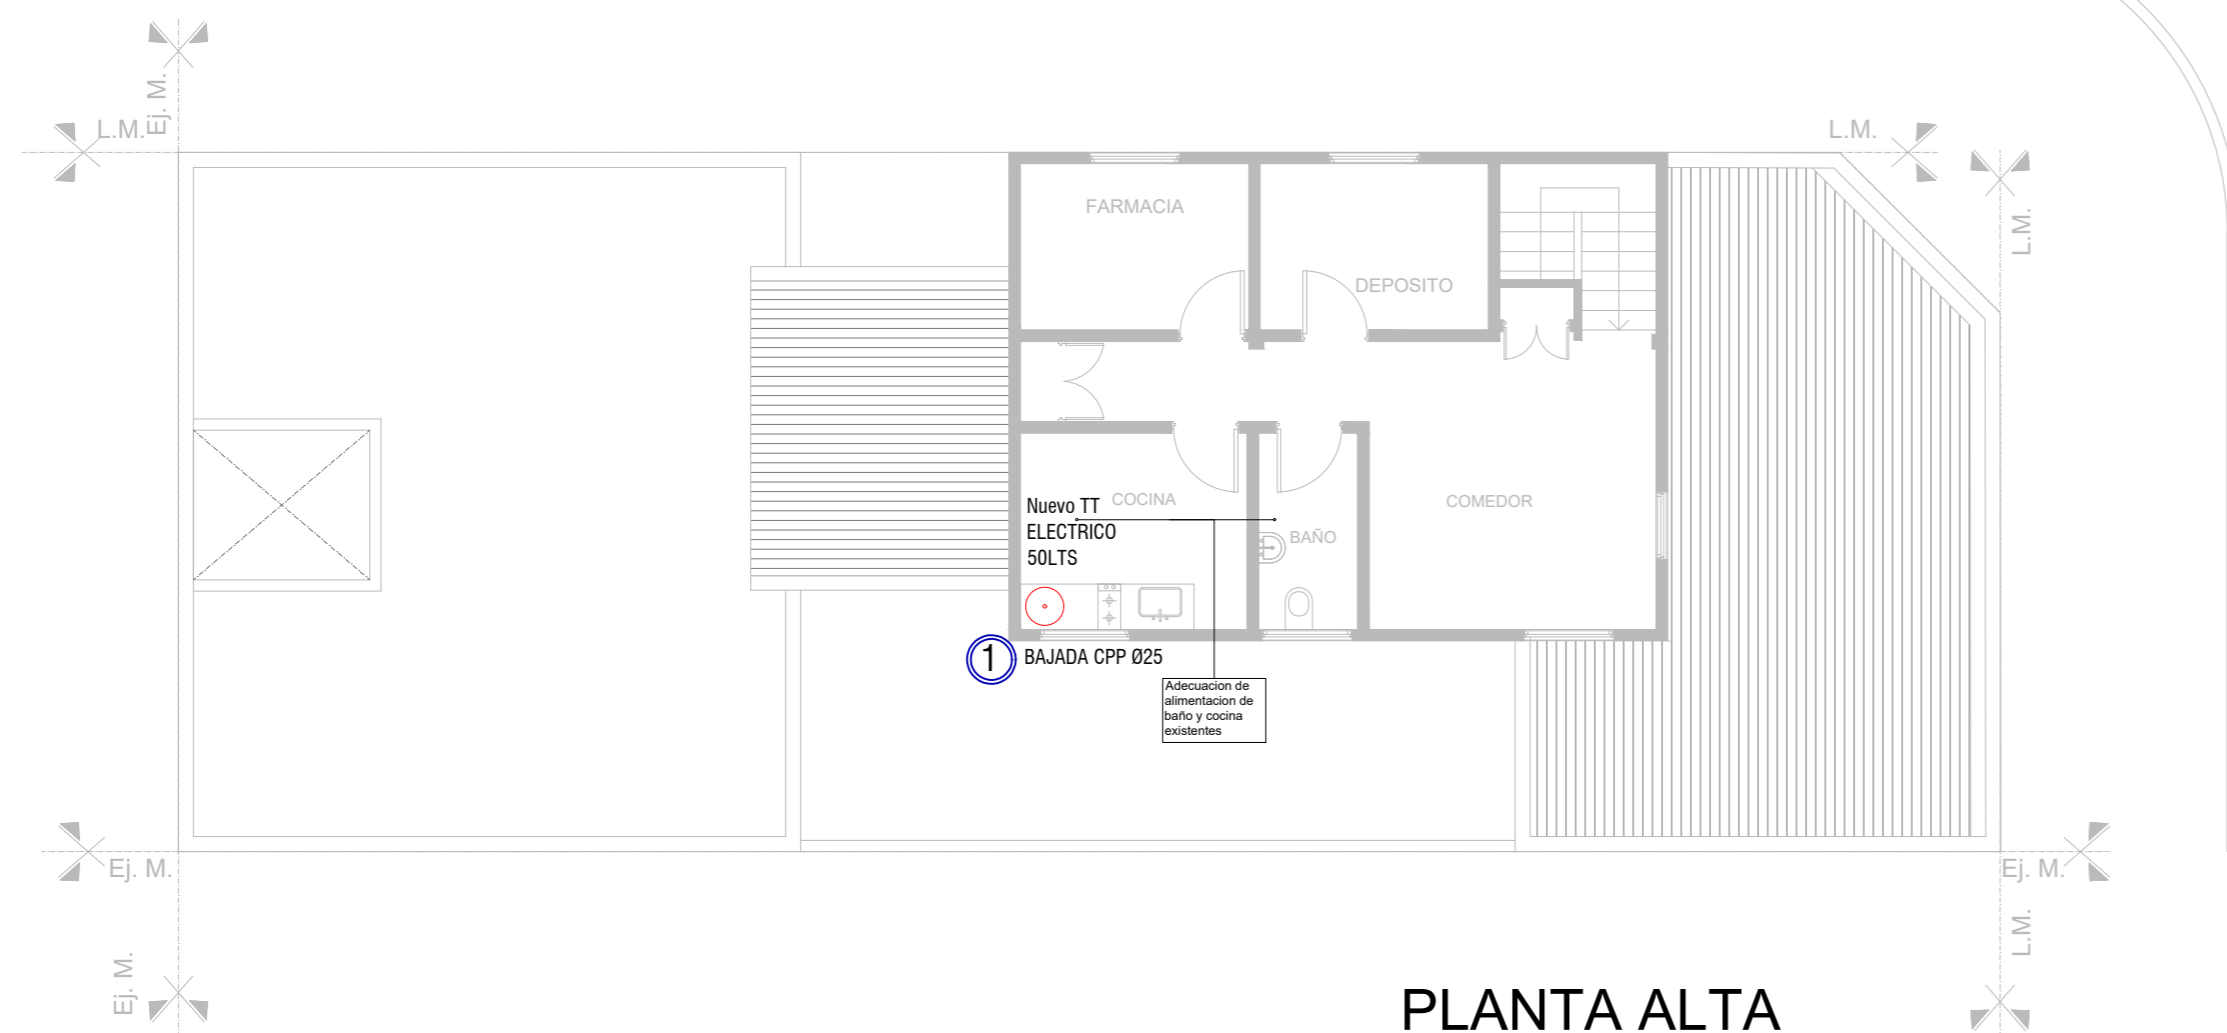 Ej. M.
L.M.
L.M.
L.M.
FARMACIA
DEPOSITO
COCINA
Nuevo TT
ELECTRICO
50LTS
BAÑO
COMEDOR
1
BAJADA CPP Ø25
Adecuacion de
alimentacion de
baño y cocina
existentes
Ej. M.
Ej. M.
Ej. M.
L.M.
PLANTA ALTA